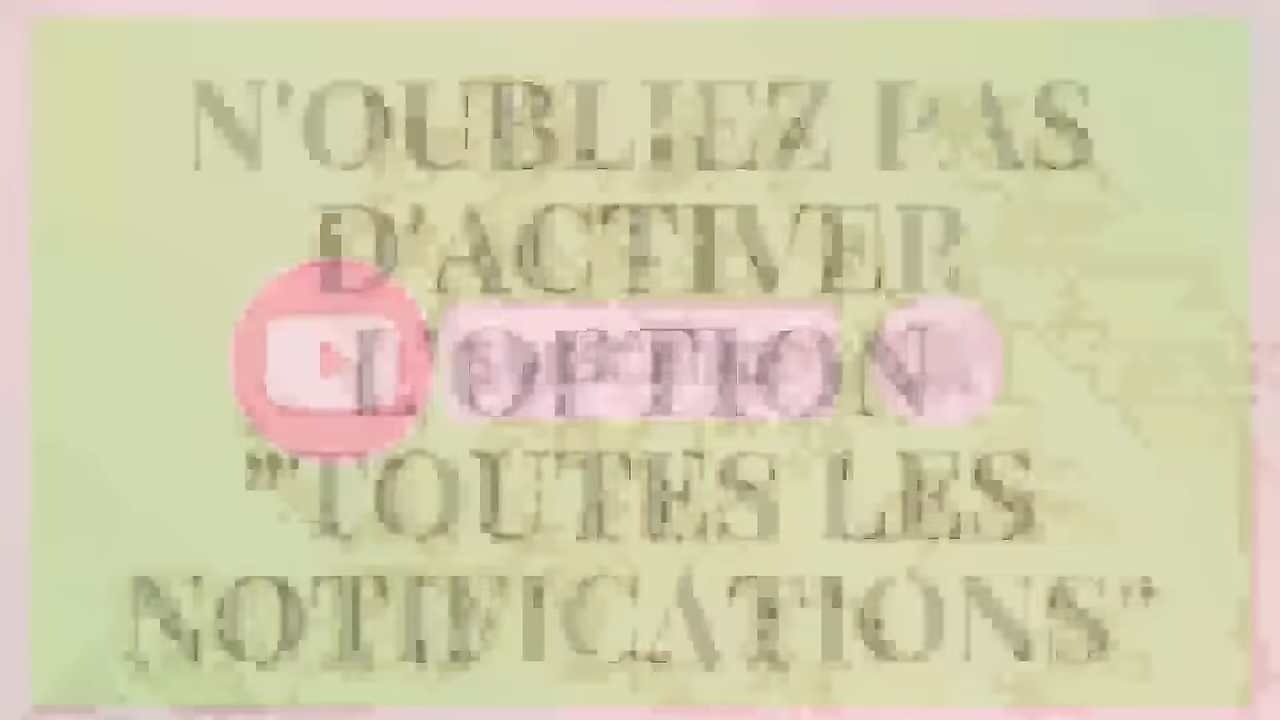 N'OUBLIEZ PAS
D'ACTIVER
L'OPTION
"TOUTES LES
NOTIFICATIONS"